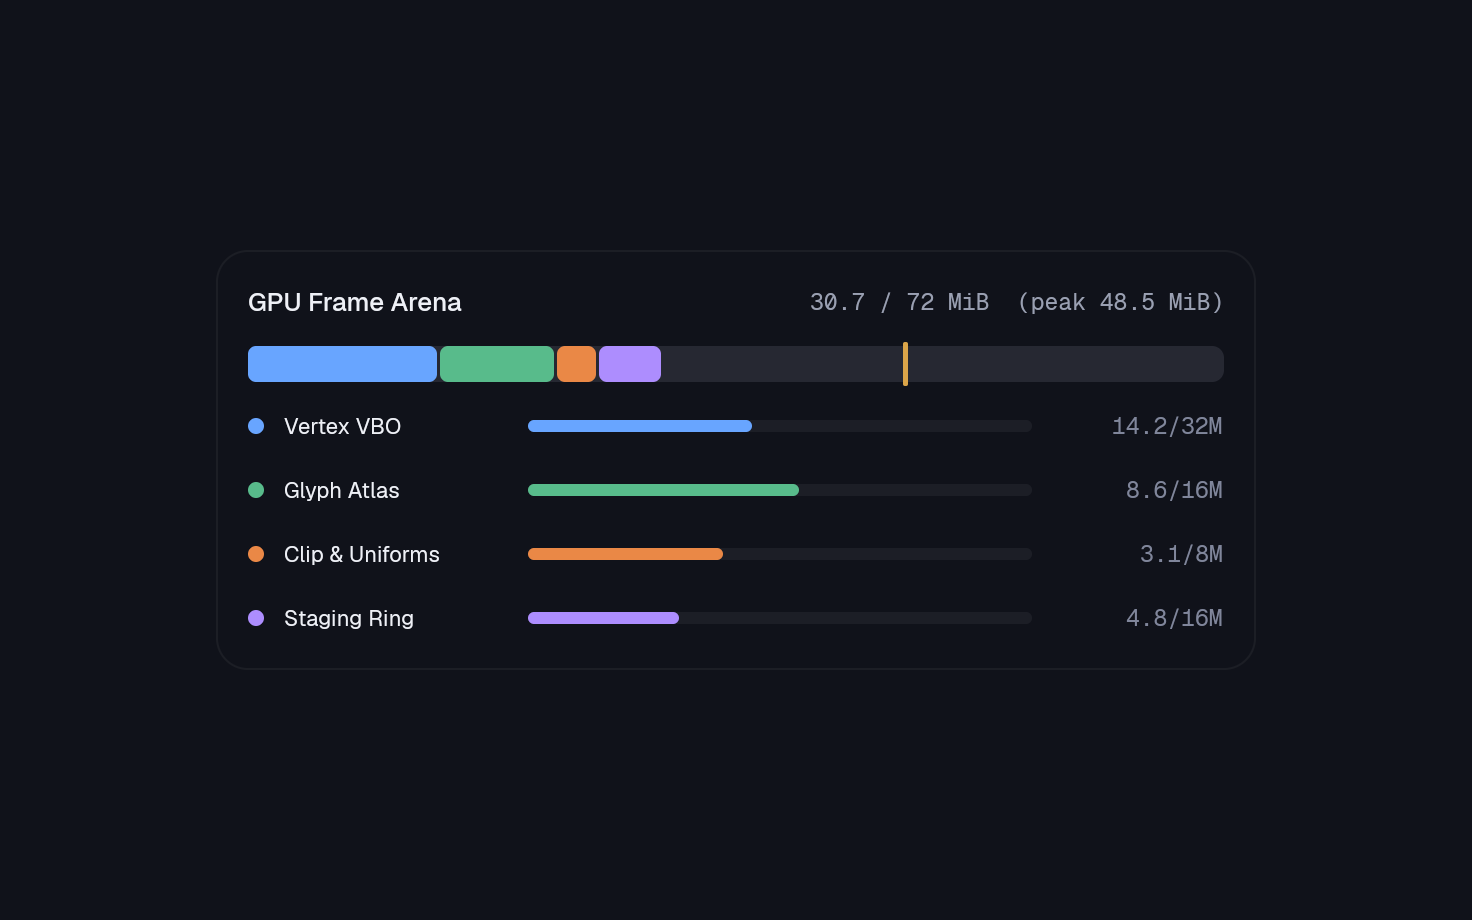 GPU Frame Arena 30.7 / 72 MiB (peak 48.5 MiB)
Vertex VBO 14.2/32M
Glyph Atlas 8.6/16M
Clip & Uniforms 3.1/8M
Staging Ring 4.8/16M